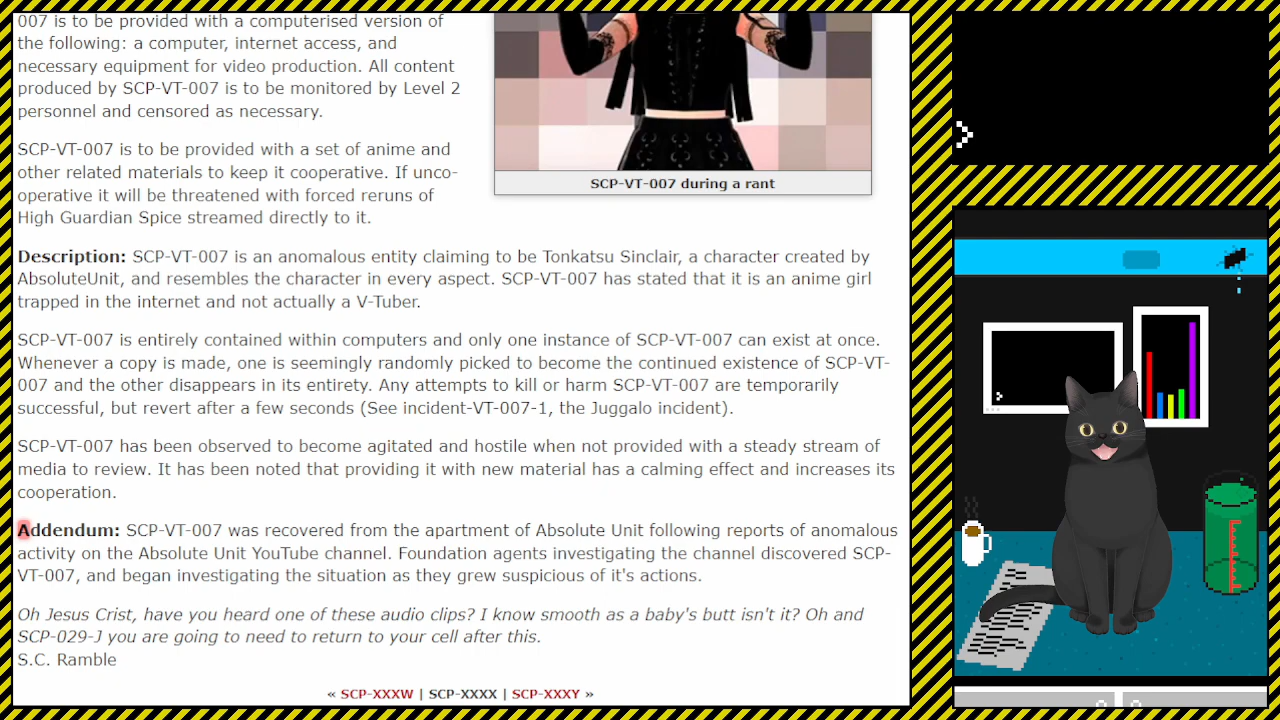 007 is to be provided with a computerised version of
the following: a computer, internet access, and
necessary equipment for video production. All content
produced by SCP-VT-007 is to be monitored by Level 2
personnel and censored as necessary.
SCP-VT-007 is to be provided with a set of anime and
other related materials to keep it cooperative. If unco-
operative it will be threatened with forced reruns of
High Guardian Spice streamed directly to it.
SCP-VT-007 during a rant
Description: SCP-VT-007 is an anomalous entity claiming to be Tonkatsu Sinclair, a character created by
AbsoluteUnit, and resembles the character in every aspect. SCP-VT-007 has stated that it is an anime girl
trapped in the internet and not actually a V-Tuber.
SCP-VT-007 is entirely contained within computers and only one instance of SCP-VT-007 can exist at once.
Whenever a copy is made, one is seemingly randomly picked to become the continued existence of SCP-VT-
007 and the other disappears in its entirety. Any attempts to kill or harm SCP-VT-007 are temporarily
successful, but revert after a few seconds (See incident-VT-007-1, the Juggalo incident).
SCP-VT-007 has been observed to become agitated and hostile when not provided with a steady stream of
media to review. It has been noted that providing it with new material has a calming effect and increases its
cooperation.
Addendum: SCP-VT-007 was recovered from the apartment of Absolute Unit following reports of anomalous
activity on the Absolute Unit YouTube channel. Foundation agents investigating the channel discovered SCP-
VT-007, and began investigating the situation as they grew suspicious of it's actions.
Oh Jesus Crist, have you heard one of these audio clips? I know smooth as a baby's butt isn't it? Oh and
SCP-029-J you are going to need to return to your cell after this.
S.C. Ramble
« SCP-XXXW | SCP-XXXX | SCP-XXXY »